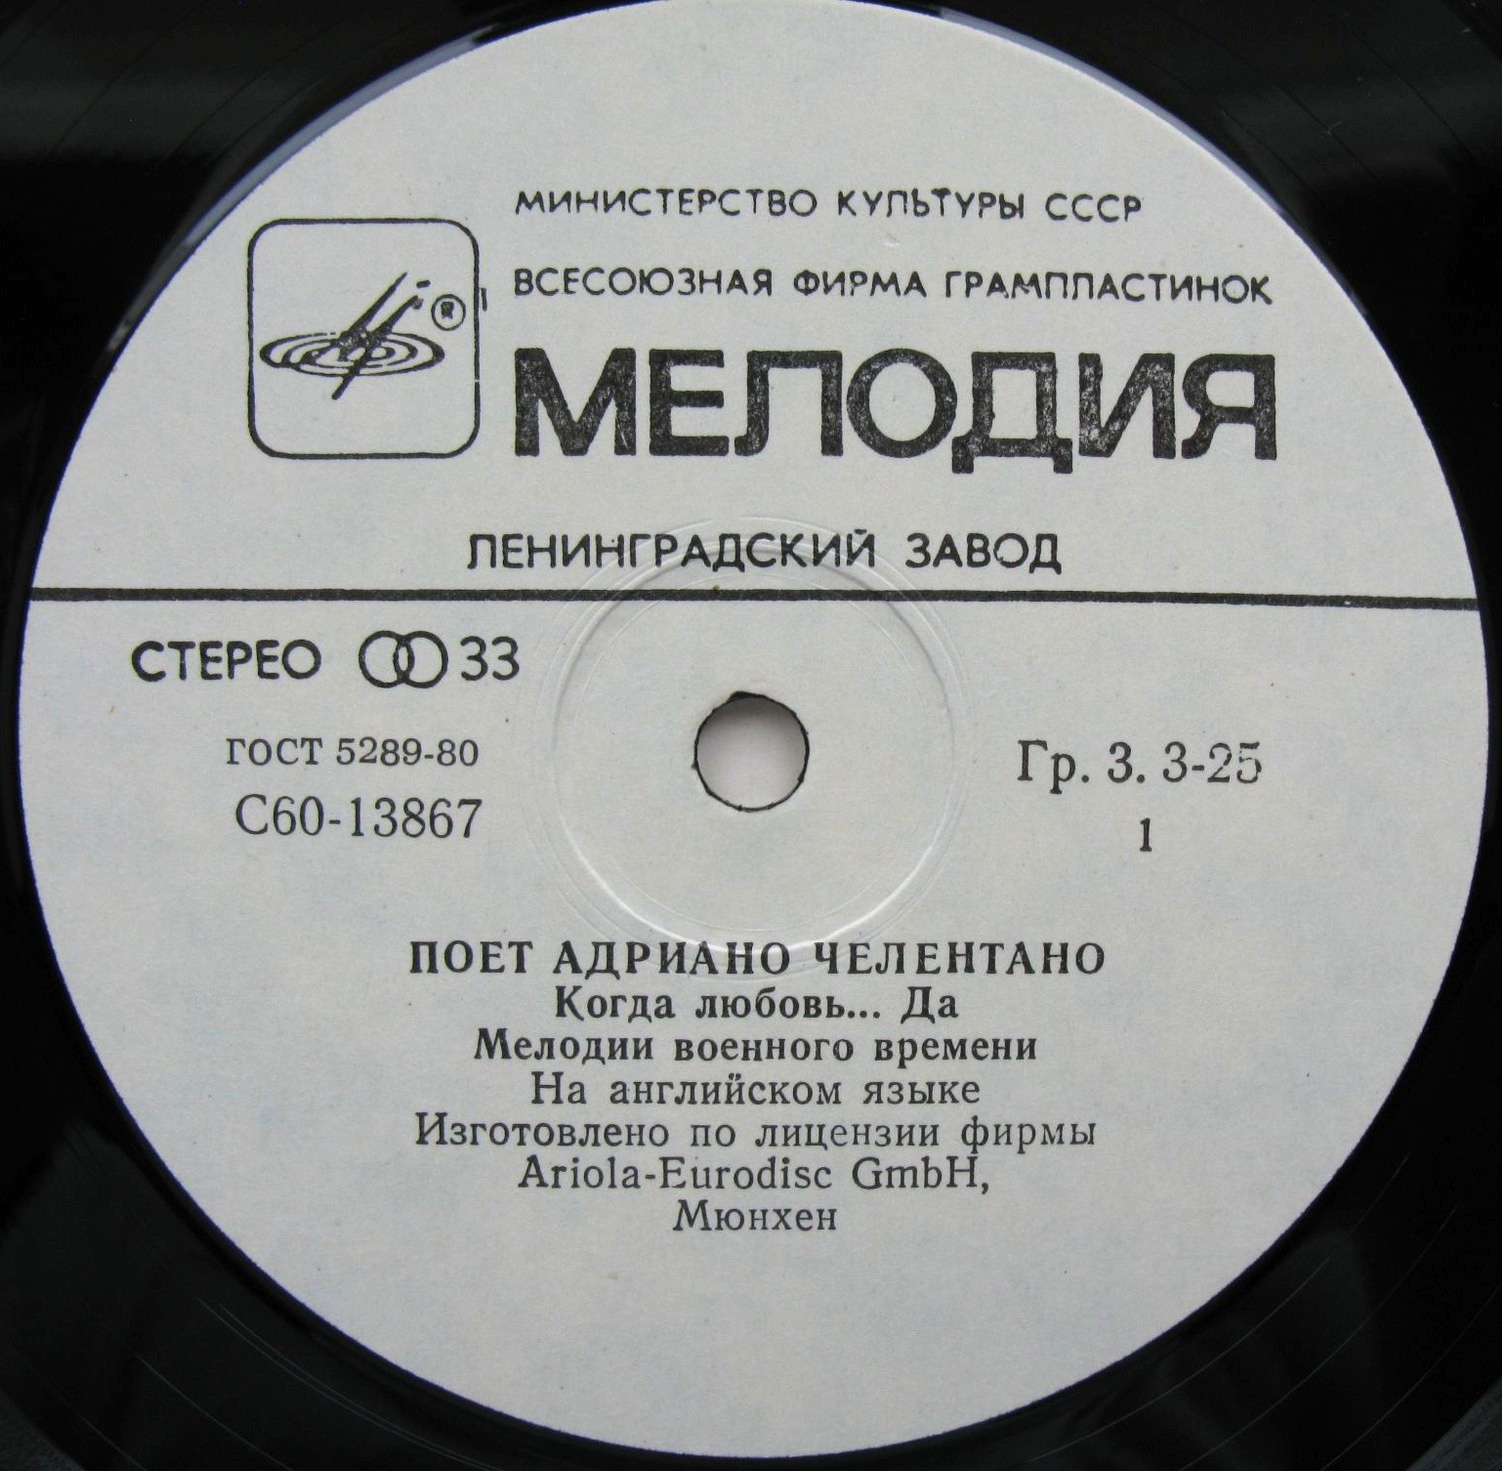 МИНИСТЕРСТВО КУЛЬТУРЫ СССР
ВСЕСОЮЗНАЯ ФИРМА ГРАМПЛАСТИНОК
®
МЕЛОДИЯ
ЛЕНИНГРАДСКИЙ ЗАВОД
СТЕРЕО 33
ГОСТ 5289-80
Гр. 3. 3-25
С60-13867
1
ПОЕТ АДРИАНО ЧЕЛЕНТАНО
Когда любовь... Да
Мелодии военного времени
На английском языке
Изготовлено по лицензии фирмы
Ariola-Eurodisc GmbH,
Мюнхен